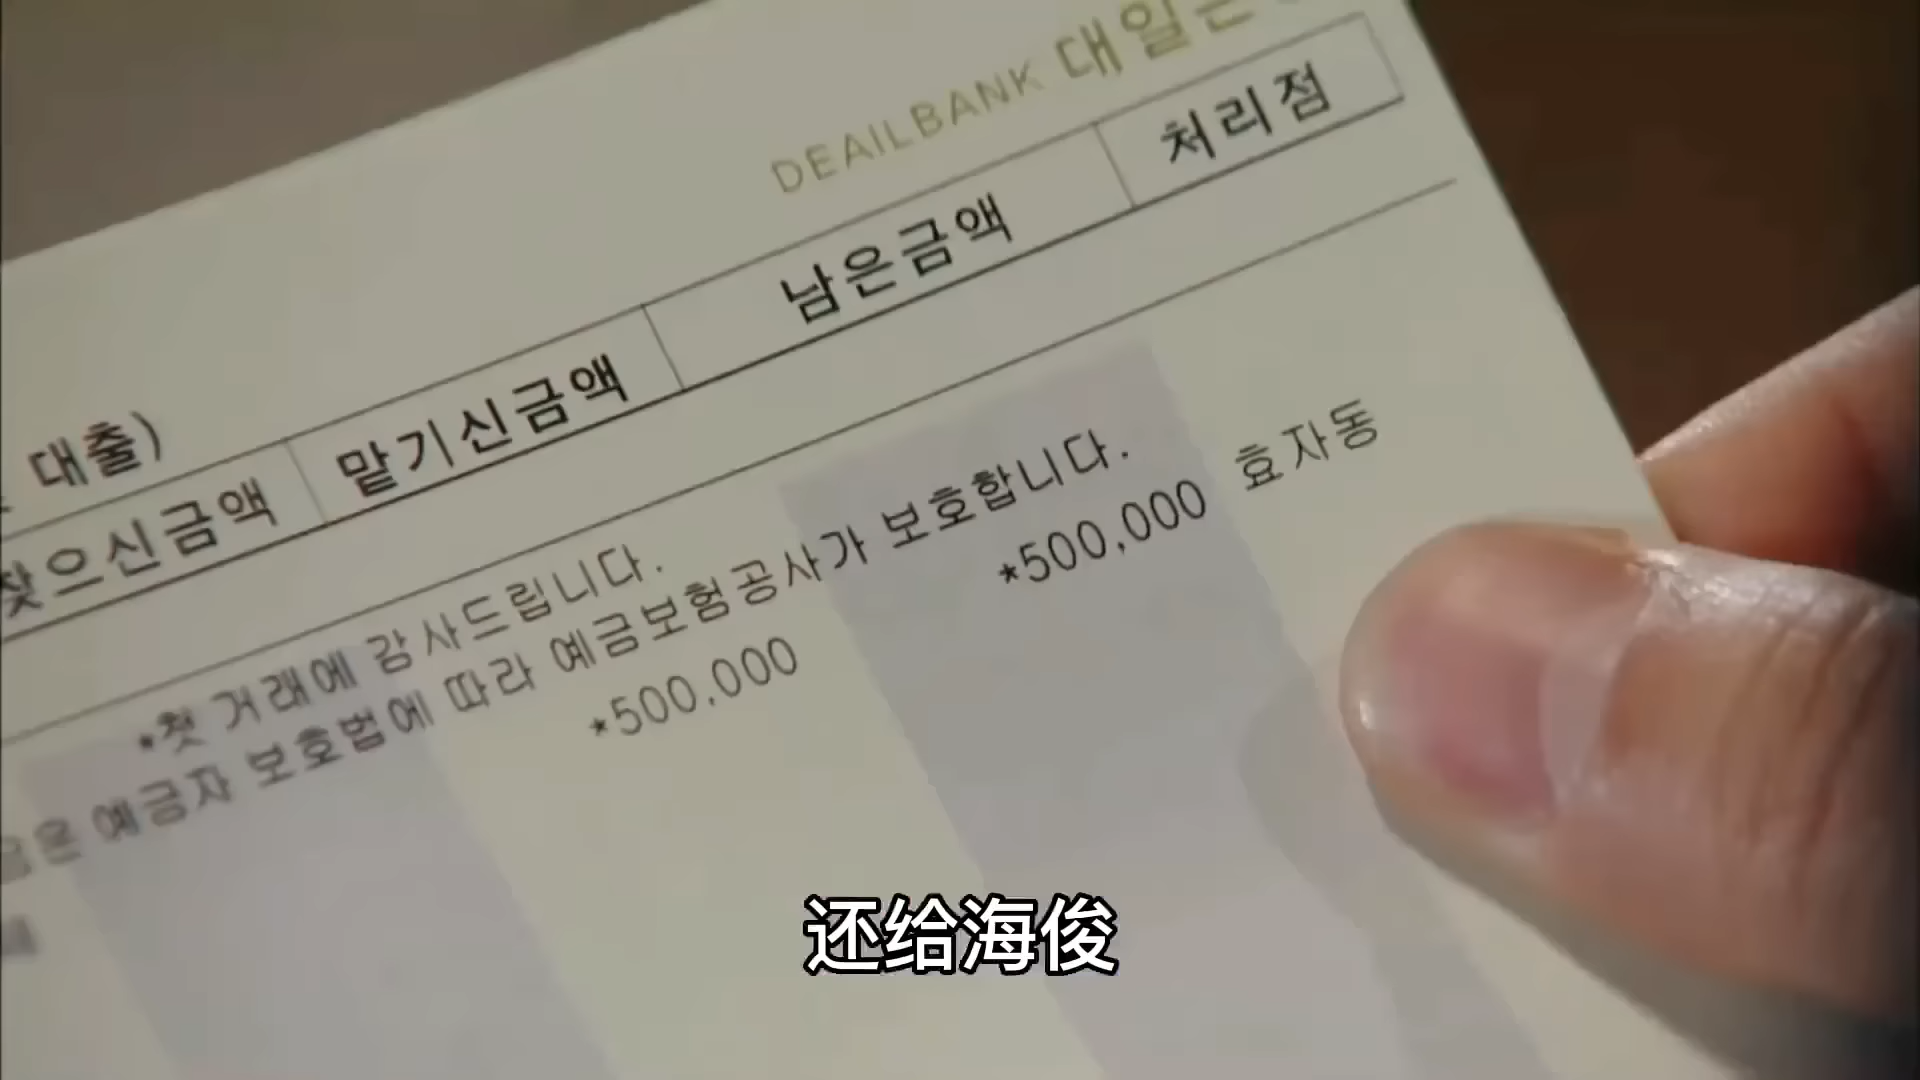 DEAILBANK 대일은
대출)
찾으신금액 맡기신금액 남은금액 처리점
*첫 거래에 감사드립니다.
은 예금자 보호법에 따라 예금보험공사가 보호합니다.
*500,000 *500,000 효자동
还给海俊